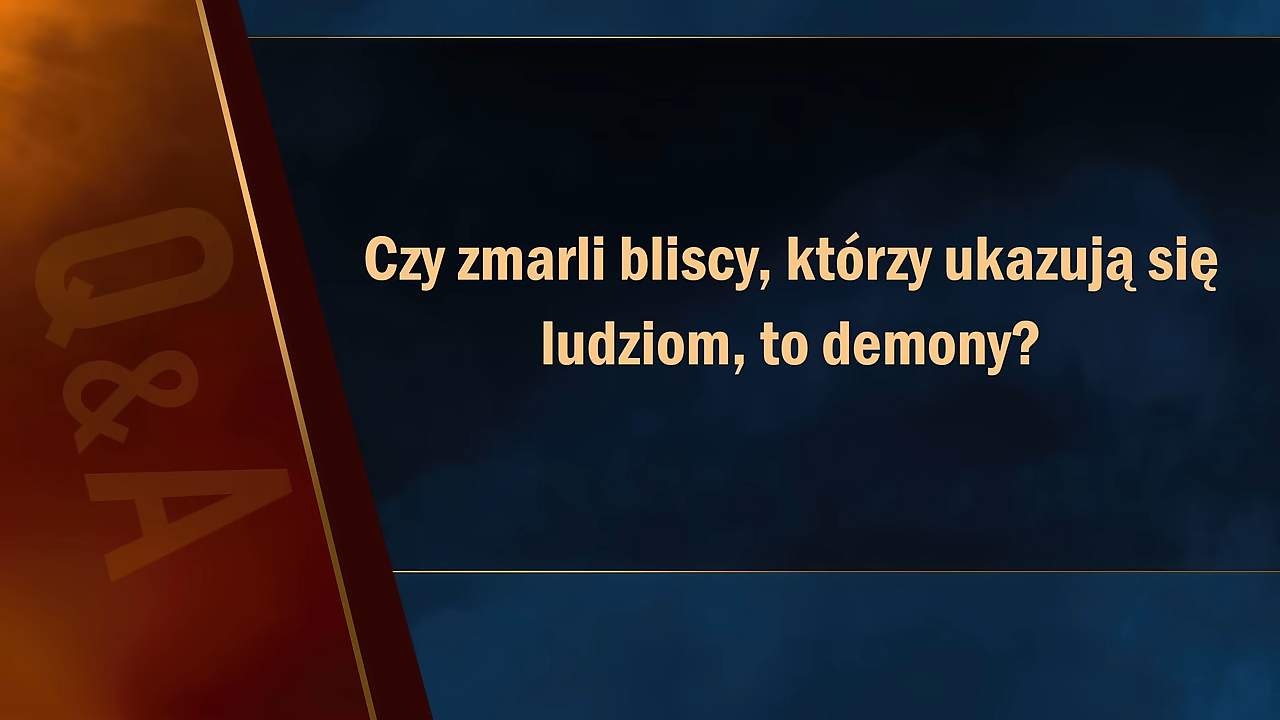 Czy zmarli bliscy, którzy ukazują się
ludziom, to demony?
Q&A